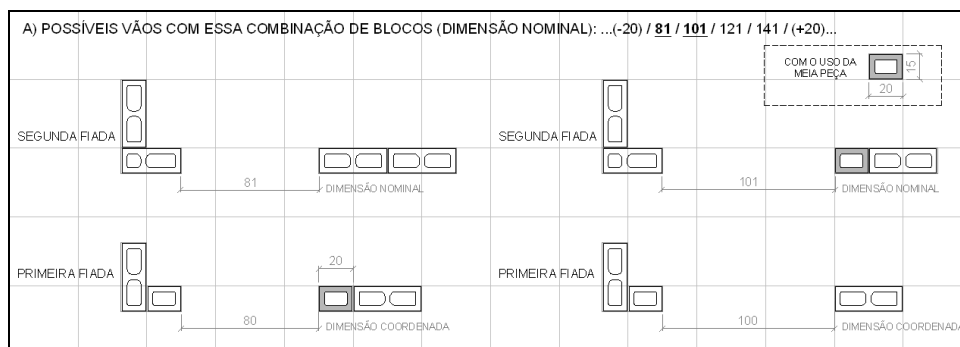 A) POSSÍVEIS VÃOS COM ESSA COMBINAÇÃO DE BLOCOS (DIMENSÃO NOMINAL): ...(-20) / 81 / 101 / 121 / 141 / (+20)...
COM O USO DA
MEIA PEÇA
15
20
SEGUNDA FIADA
81
DIMENSÃO NOMINAL
SEGUNDA FIADA
101
DIMENSÃO NOMINAL
PRIMEIRA FIADA
20
80
DIMENSÃO COORDENADA
PRIMEIRA FIADA
100
DIMENSÃO COORDENADA